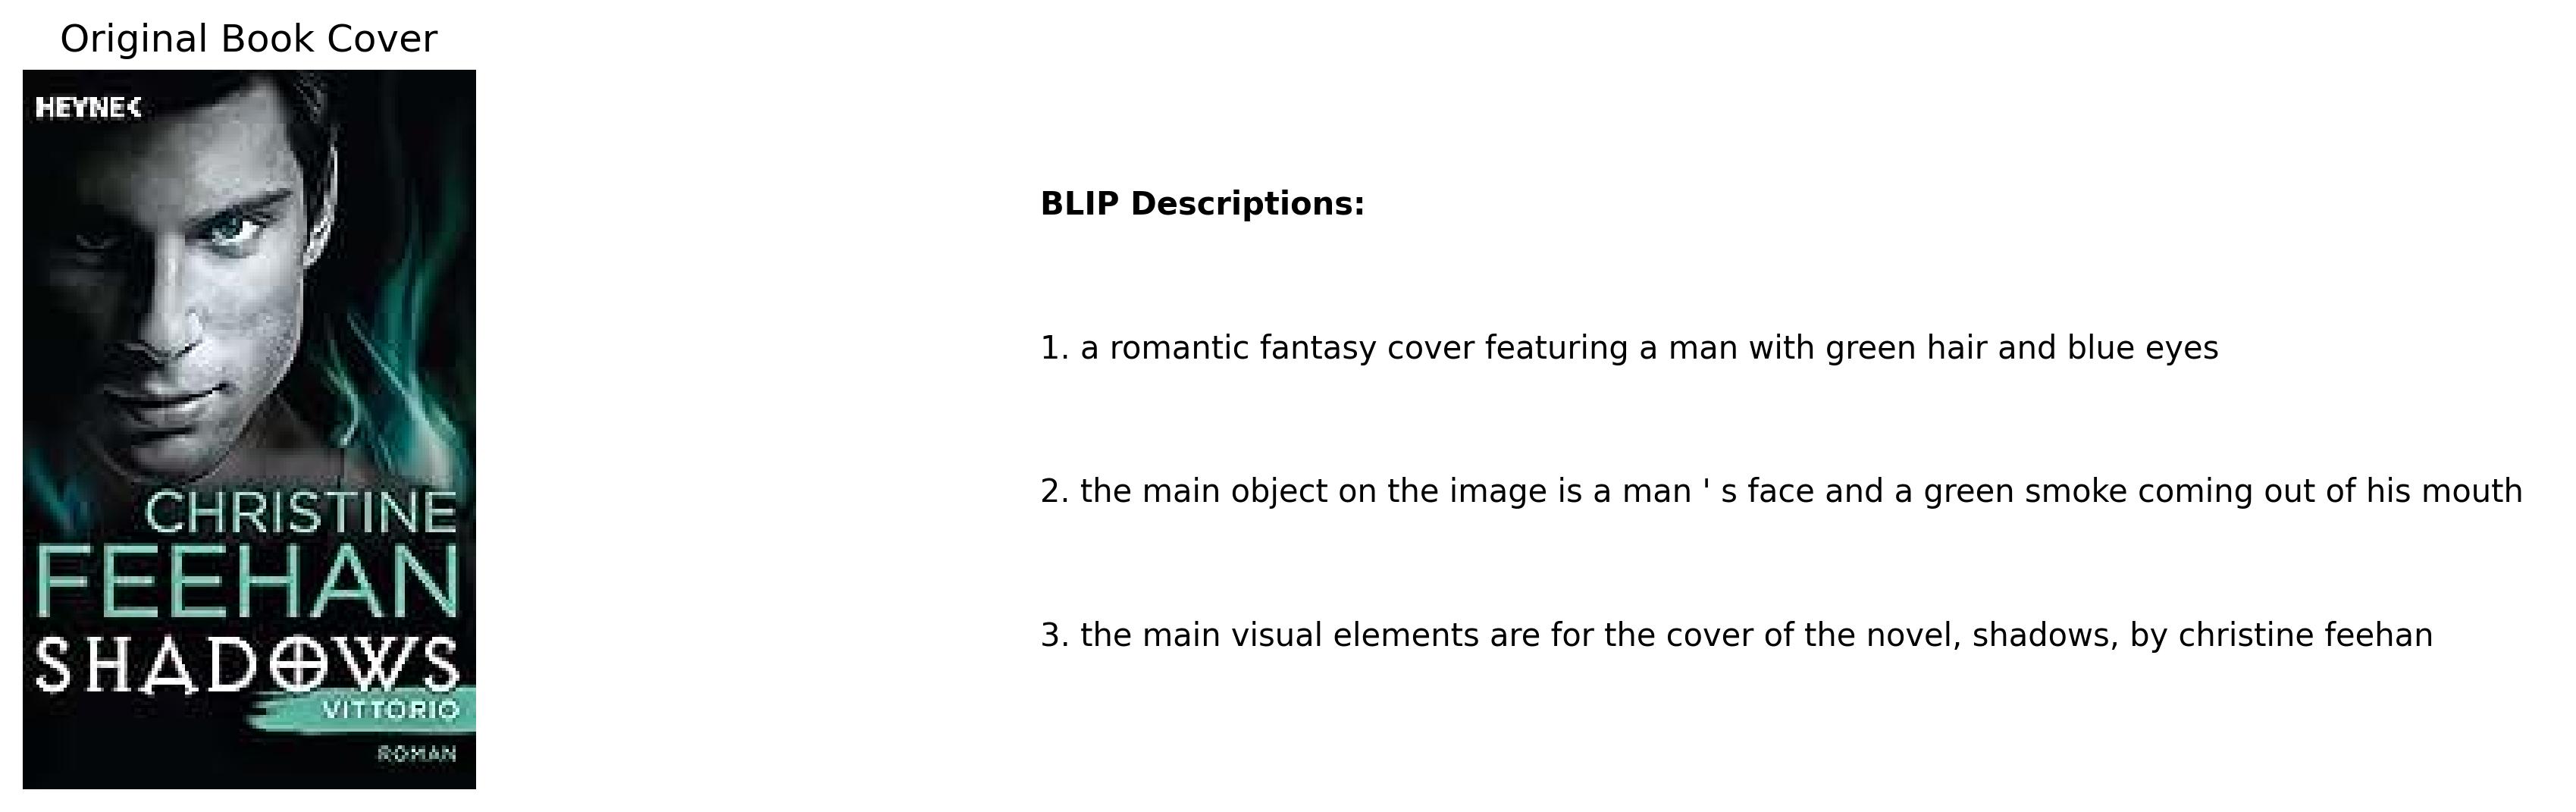 Original Book Cover
HEYNE<
CHRISTINE
FEEHAN
SHADOWS
VITTORIO
ROMAN
BLIP Descriptions:
1. a romantic fantasy cover featuring a man with green hair and blue eyes
2. the main object on the image is a man ' s face and a green smoke coming out of his mouth
3. the main visual elements are for the cover of the novel, shadows, by christine feehan